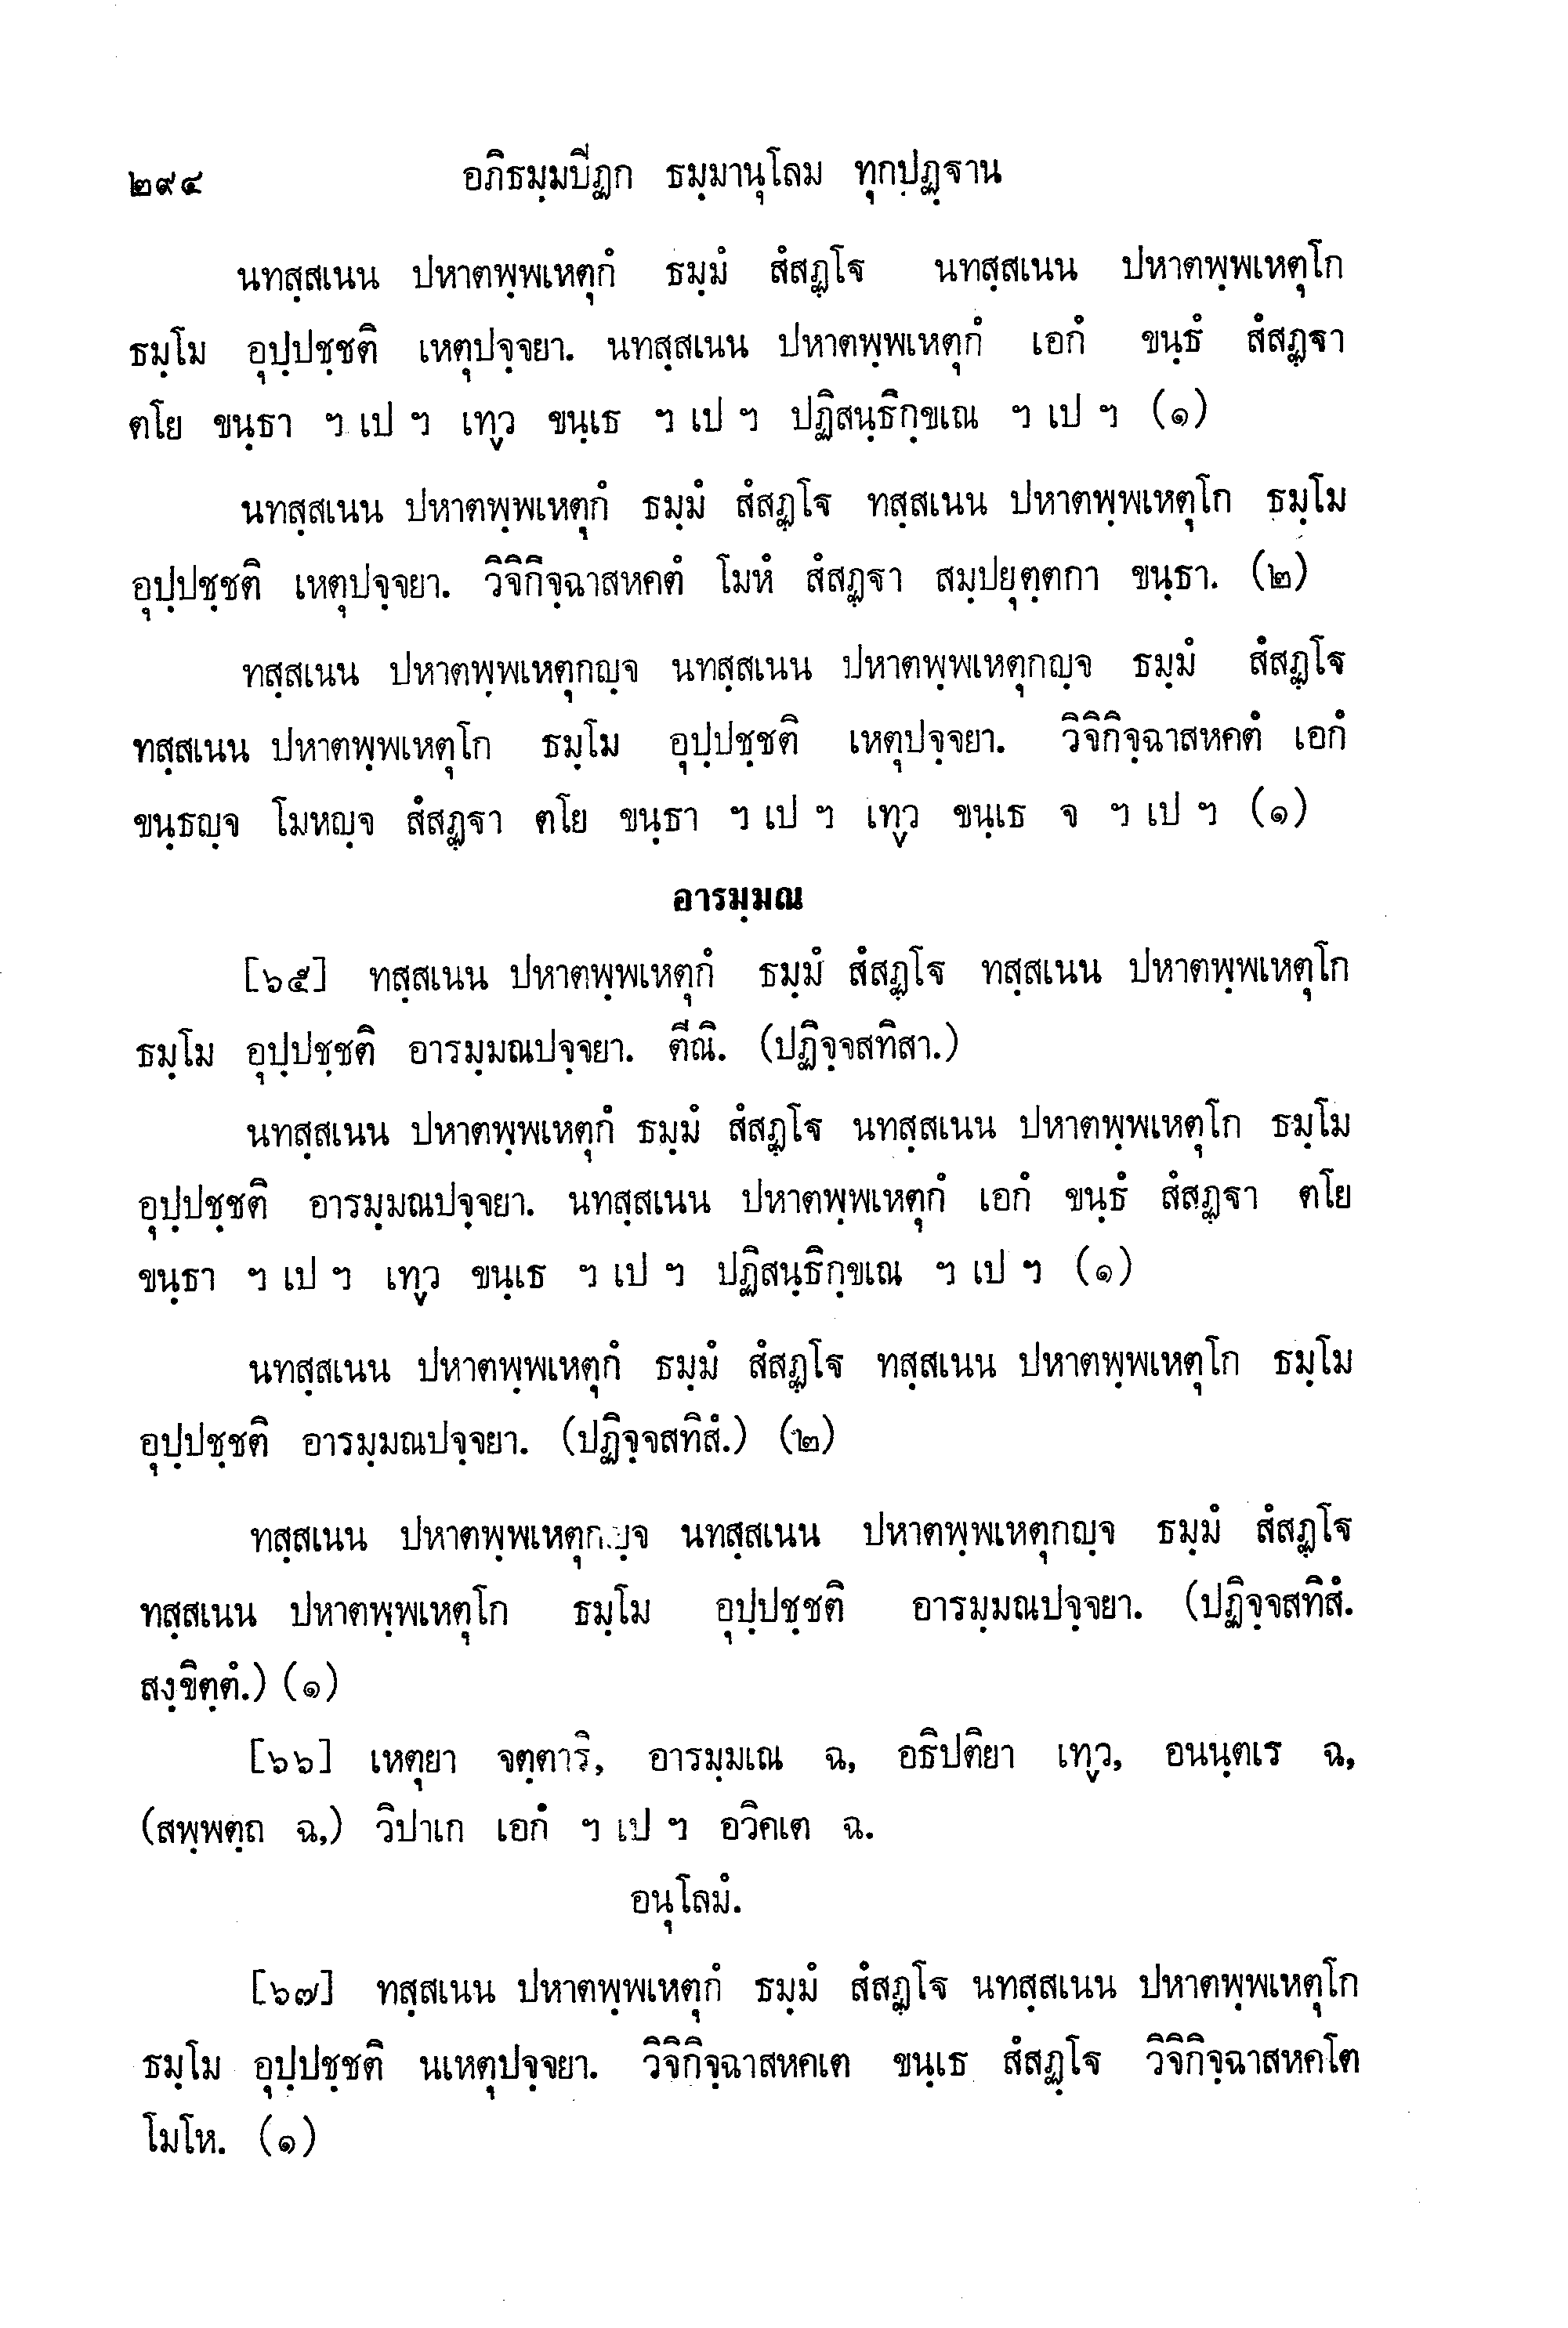 ๒๙๔ อภิธมฺมปิฏก ธมฺมานุโลม ทุกปฏฺฐาน
นทสฺสเนน ปหาตพฺพเหตุกํ ธมฺมํ สํสฏฺโฐ นทสฺสเนน ปหาตพฺพเหตุโก
ธมฺโม อุปฺปชฺชติ เหตุปจฺจยา. นทสฺสเนน ปหาตพฺพเหตุกํ เอกํ ขนฺธํ สํสฏฺฐา
ตโย ขนฺธา ฯ เป ฯ เทฺว ขนฺเธ ฯ เป ฯ ปฏิสนฺธิกฺขเณ ฯ เป ฯ (๑)
นทสฺสเนน ปหาตพฺพเหตุกํ ธมฺมํ สํสฏฺโฐ ทสฺสเนน ปหาตพฺพเหตุโก ธมฺโม
อุปฺปชฺชติ เหตุปจฺจยา. วิจิกิจฺฉาสหคตํ โมหํ สํสฏฺฐา สมฺปยุตฺตกา ขนฺธา. (๒)
ทสฺสเนน ปหาตพฺพเหตุกญฺจ นทสฺสเนน ปหาตพฺพเหตุกญฺจ ธมฺมํ สํสฏฺโฐ
ทสฺสเนน ปหาตพฺพเหตุโก ธมฺโม อุปฺปชฺชติ เหตุปจฺจยา. วิจิกิจฺฉาสหคตํ เอกํ
ขนฺธญฺจ โมหญฺจ สํสฏฺฐา ตโย ขนฺธา ฯ เป ฯ เทฺว ขนฺเธ จ ฯ เป ฯ (๑)
อารมฺมณ
[๖๕] ทสฺสเนน ปหาตพฺพเหตุกํ ธมฺมํ สํสฏฺโฐ ทสฺสเนน ปหาตพฺพเหตุโก
ธมฺโม อุปฺปชฺชติ อารมฺมณปจฺจยา. ตีณิ. (ปฏิจฺจสทิสา.)
นทสฺสเนน ปหาตพฺพเหตุกํ ธมฺมํ สํสฏฺโฐ นทสฺสเนน ปหาตพฺพเหตุโก ธมฺโม
อุปฺปชฺชติ อารมฺมณปจฺจยา. นทสฺสเนน ปหาตพฺพเหตุกํ เอกํ ขนฺธํ สํสฏฺฐา ตโย
ขนฺธา ฯ เป ฯ เทฺว ขนฺเธ ฯ เป ฯ ปฏิสนฺธิกฺขเณ ฯ เป ฯ (๑)
นทสฺสเนน ปหาตพฺพเหตุกํ ธมฺมํ สํสฏฺโฐ ทสฺสเนน ปหาตพฺพเหตุโก ธมฺโม
อุปฺปชฺชติ อารมฺมณปจฺจยา. (ปฏิจฺจสทิสํ.) (๒)
ทสฺสเนน ปหาตพฺพเหตุกญฺจ นทสฺสเนน ปหาตพฺพเหตุกญฺจ ธมฺมํ สํสฏฺโฐ
ทสฺสเนน ปหาตพฺพเหตุโก ธมฺโม อุปฺปชฺชติ อารมฺมณปจฺจยา. (ปฏิจฺจสทิสํ.
สงฺขิตฺตํ.) (๑)
[๖๖] เหตุยา จตฺตาริ, อารมฺมเณ ฉ, อธิปติยา เทฺว, อนนฺตเร ฉ,
(สพฺพตฺถ ฉ,) วิปาเก เอกํ ฯ เป ฯ อวิคเต ฉ.
อนุโลมํ.
[๖๗] ทสฺสเนน ปหาตพฺพเหตุกํ ธมฺมํ สํสฏฺโฐ นทสฺสเนน ปหาตพฺพเหตุโก
ธมฺโม อุปฺปชฺชติ นเหตุปจฺจยา. วิจิกิจฺฉาสหคเต ขนฺเธ สํสฏฺโฐ วิจิกิจฺฉาสหคโต
โมโห. (๑)